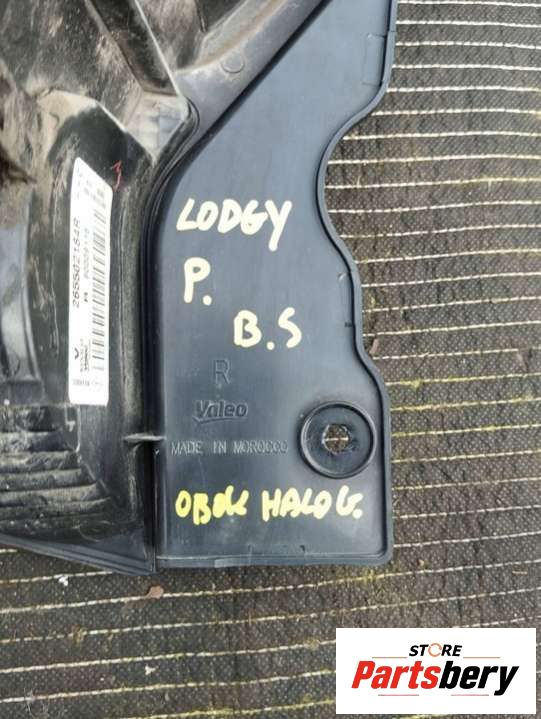 LODGY
P.
B.S
R
Valeo
MADE IN MOROCCO
OBOK HALOG.
265502184R
STORE
Partsbery